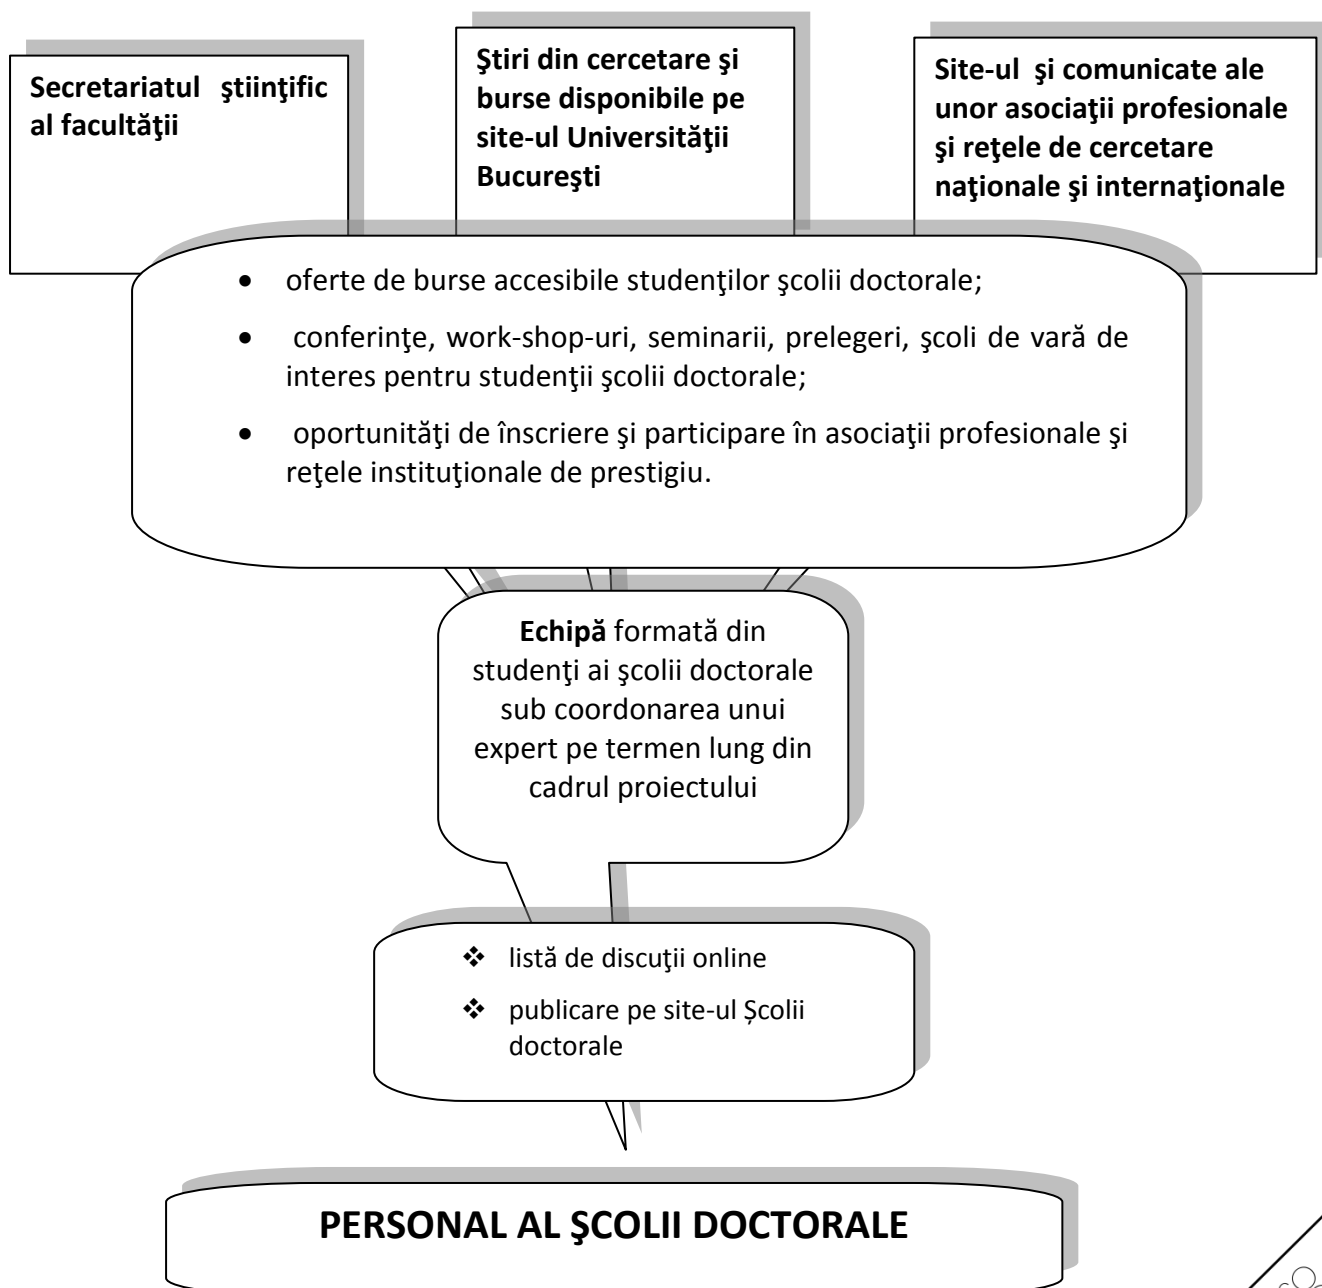 Secretariatul ştiinţific
al facultăţii
Ştiri din cercetare şi
burse disponibile pe
site-ul Universităţii
Bucureşti
Site-ul şi comunicate ale
unor asociaţii profesionale
şi reţele de cercetare
naţionale şi internaţionale
• oferte de burse accesibile studenţilor şcolii doctorale;
• conferinţe, work-shop-uri, seminarii, prelegeri, şcoli de vară de
interes pentru studenţii şcolii doctorale;
• oportunităţi de înscriere şi participare în asociaţii profesionale şi
reţele instituţionale de prestigiu.
Echipă formată din
studenţi ai şcolii doctorale
sub coordonarea unui
expert pe termen lung din
cadrul proiectului
❖ listă de discuţii online
❖ publicare pe site-ul Școlii
doctorale
PERSONAL AL ŞCOLII DOCTORALE